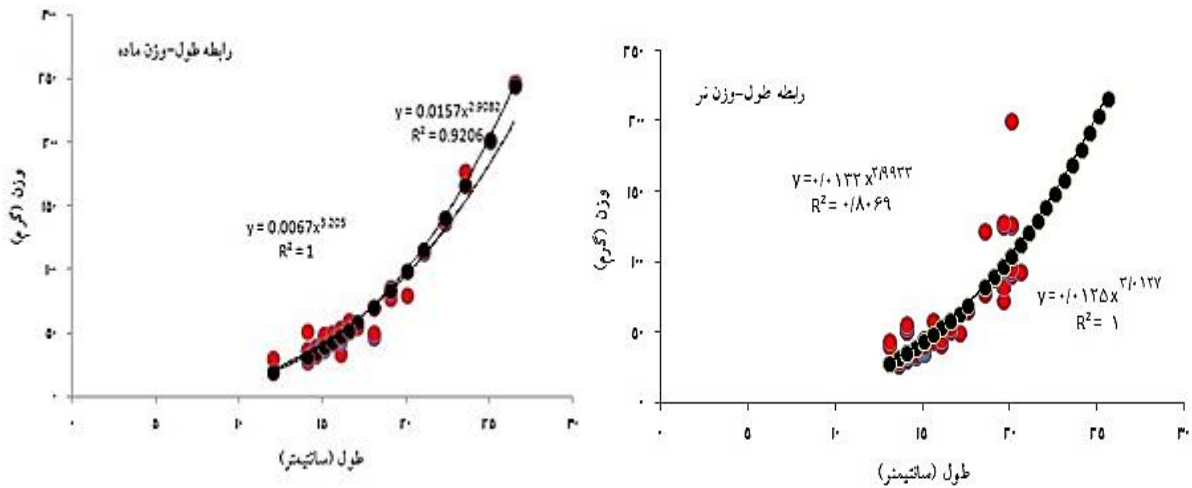 ۳۰۰
۲۵۰
۲۰۰
۱۵۰
۱۰۰
۵۰
۰
وزن (گرم)
رابطه طول-وزن ماده
y = 0.0157x^2.9082
R² = 0.9206
y = 0.0067x^3.205
R² = 1
۰ ۵ ۱۰ ۱۵ ۲۰ ۲۵ ۳۰
طول (سانتیمتر)
۲۵۰
۲۰۰
۱۵۰
۱۰۰
۵۰
۰
وزن (گرم)
رابطه طول-وزن نر
y = ۰/۰۱۳۲x^۲/۹۹۳۳
R² = ۰/۸۰۶۹
y = ۰/۰۱۲۵x^۳/۰۱۲۷
R² = ۱
۰ ۵ ۱۰ ۱۵ ۲۰ ۲۵ ۳۰
طول (سانتیمتر)